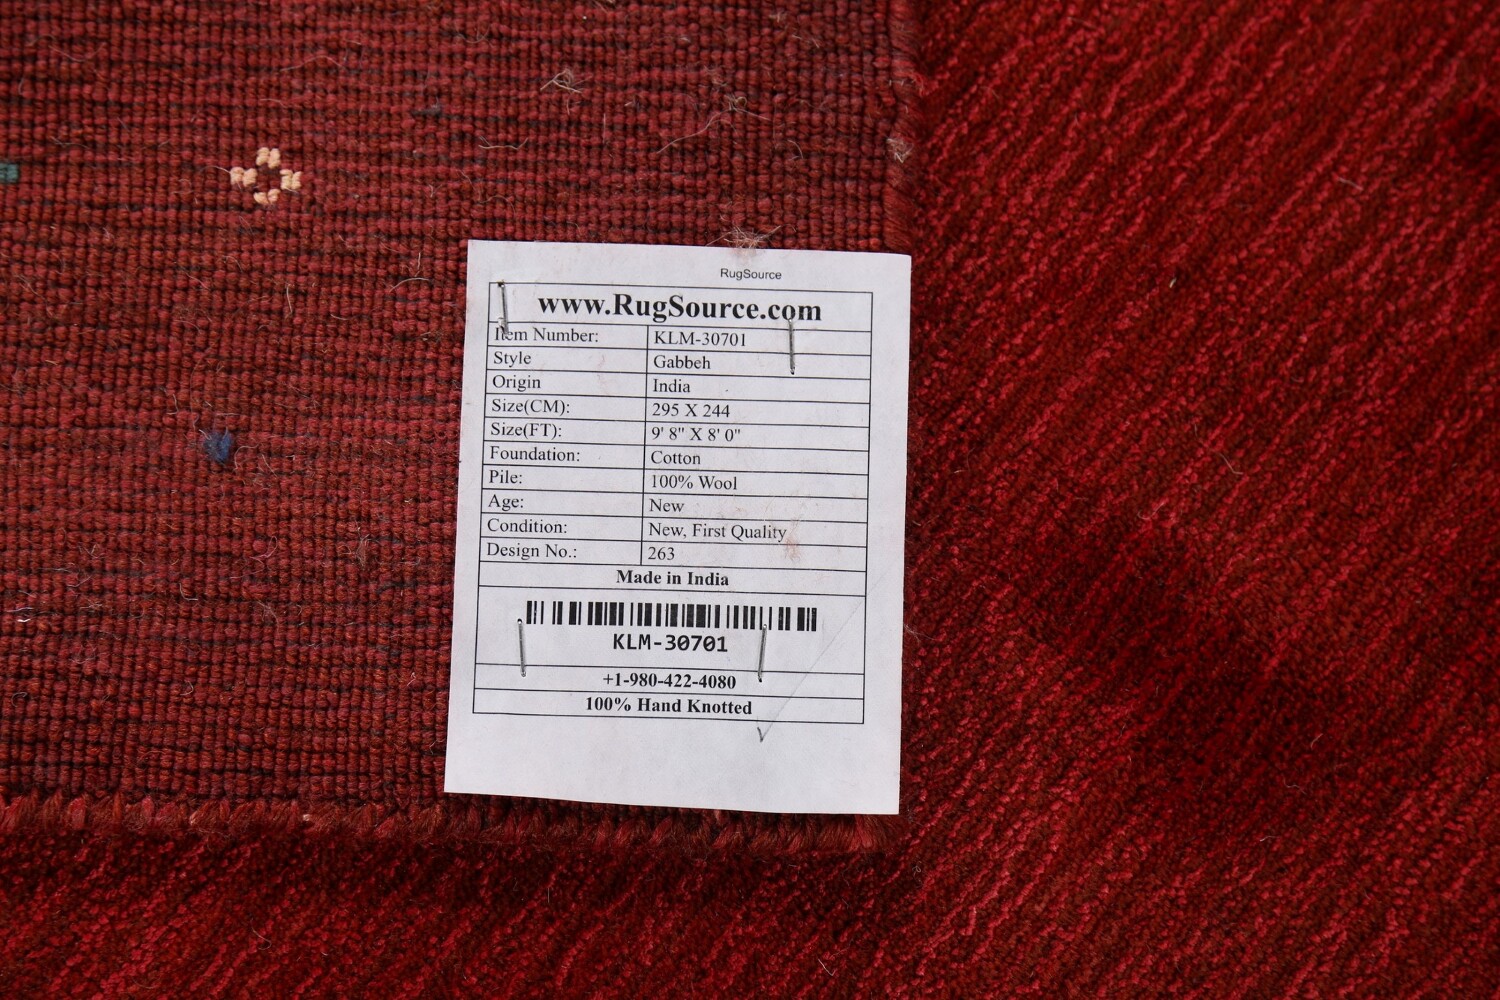 RugSource
www.RugSource.com
Item Number: KLM-30701
Style Gabbeh
Origin India
Size(CM): 295 X 244
Size(FT): 9' 8" X 8' 0"
Foundation: Cotton
Pile: 100% Wool
Age: New
Condition: New, First Quality
Design No.: 263
Made in India
KLM-30701
+1-980-422-4080
100% Hand Knotted